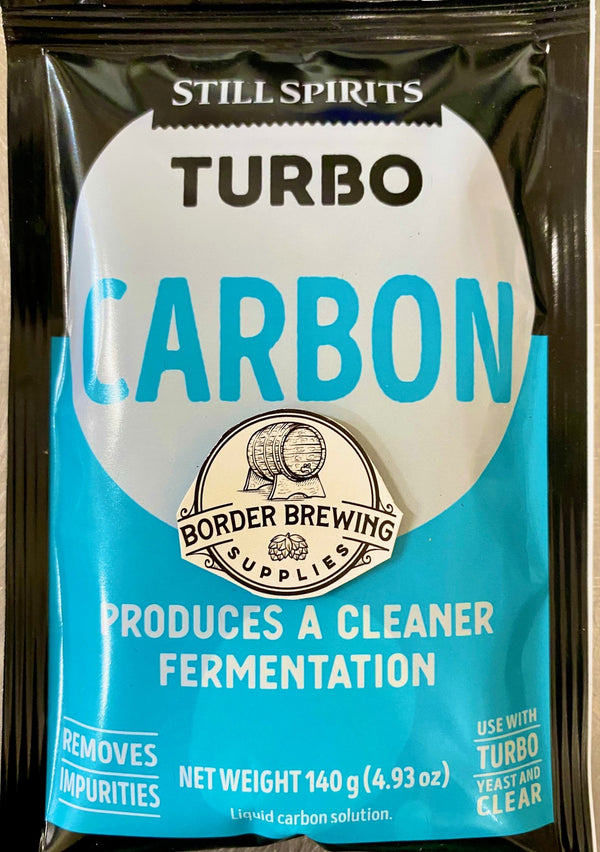 STILL SPIRITS
TURBO
CARBON
BORDER BREWING
SUPPLIES
PRODUCES A CLEANER
FERMENTATION
REMOVES
IMPURITIES
NET WEIGHT 140 g (4.93 oz)
Liquid carbon solution.
USE WITH
TURBO
YEAST AND
CLEAR